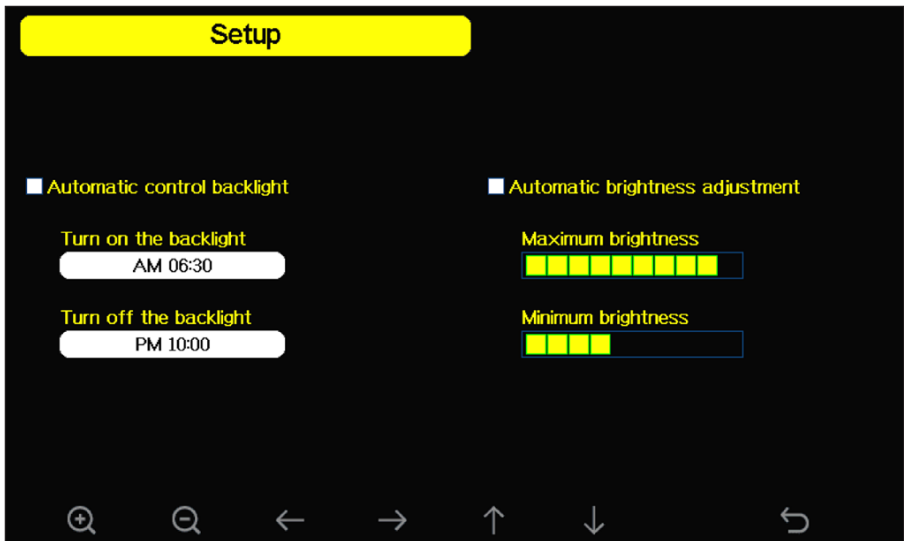 Setup
Automatic control backlight
Turn on the backlight
AM 06:30
Turn off the backlight
PM 10:00
Automatic brightness adjustment
Maximum brightness
Minimum brightness